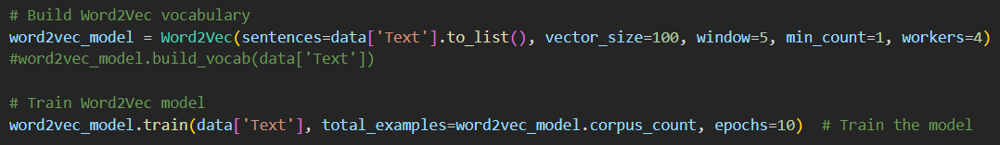 # Build Word2Vec vocabulary
word2vec_model = Word2Vec(sentences=data['Text'].to_list(), vector_size=100, window=5, min_count=1, workers=4)
#word2vec_model.build_vocab(data['Text'])
# Train Word2Vec model
word2vec_model.train(data['Text'], total_examples=word2vec_model.corpus_count, epochs=10)  # Train the model